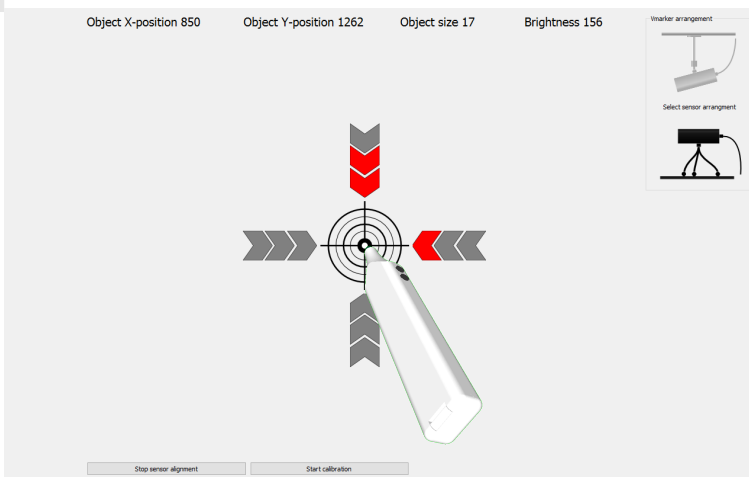 Object X-position 850
Object Y-position 1262
Object size 17
Brightness 156
Vmarker arrangement
Select sensor arrangment
Stop sensor alignment
Start calibration